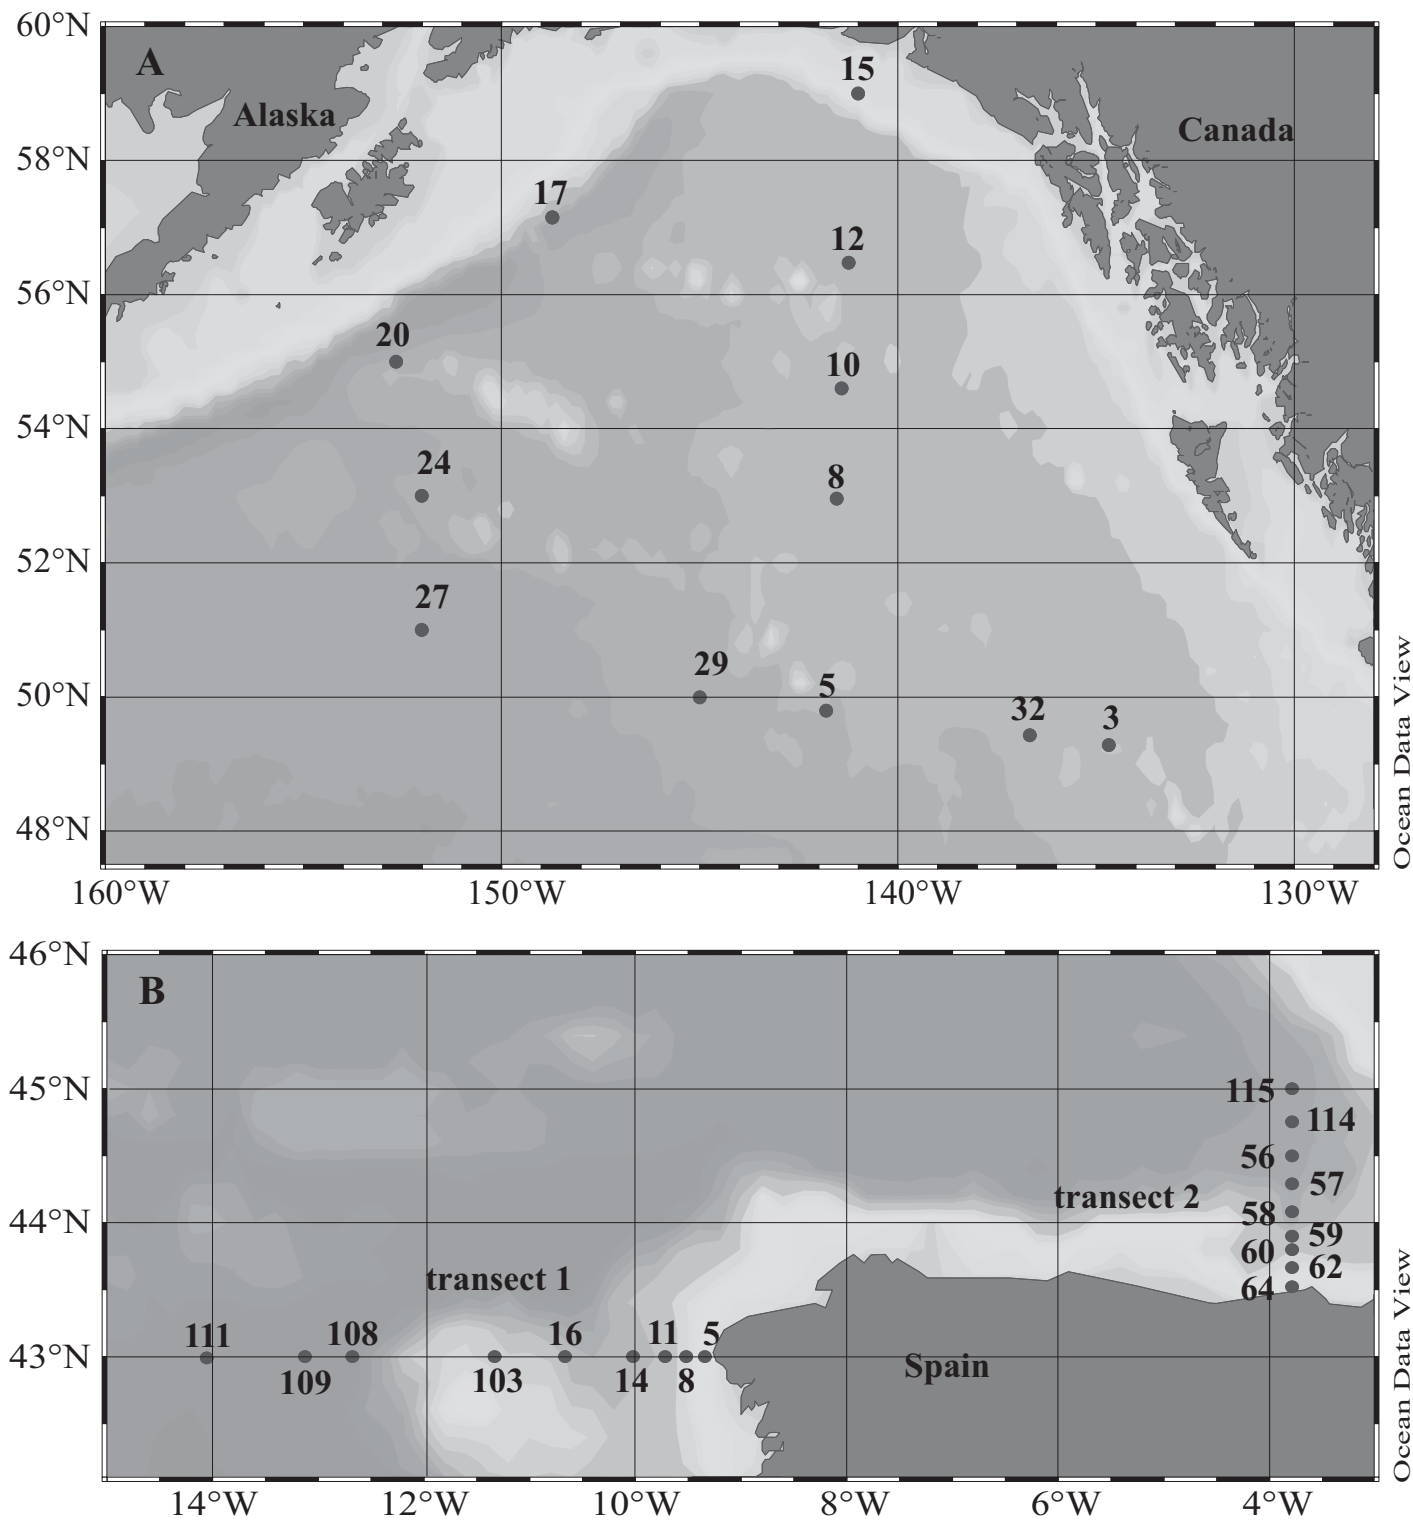 60°N
A
15
Alaska
Canada
58°N
17
12
56°N
20
10
54°N
24
8
52°N
27
29
5
50°N
32
3
48°N
160°W
150°W
140°W
130°W
Ocean Data View
46°N
B
45°N
115
114
56
57
transect 2
44°N
58
59
60
62
transect 1
64
111
108
16
11
5
43°N
109
103
14
8
Spain
14°W
12°W
10°W
8°W
6°W
4°W
Ocean Data View